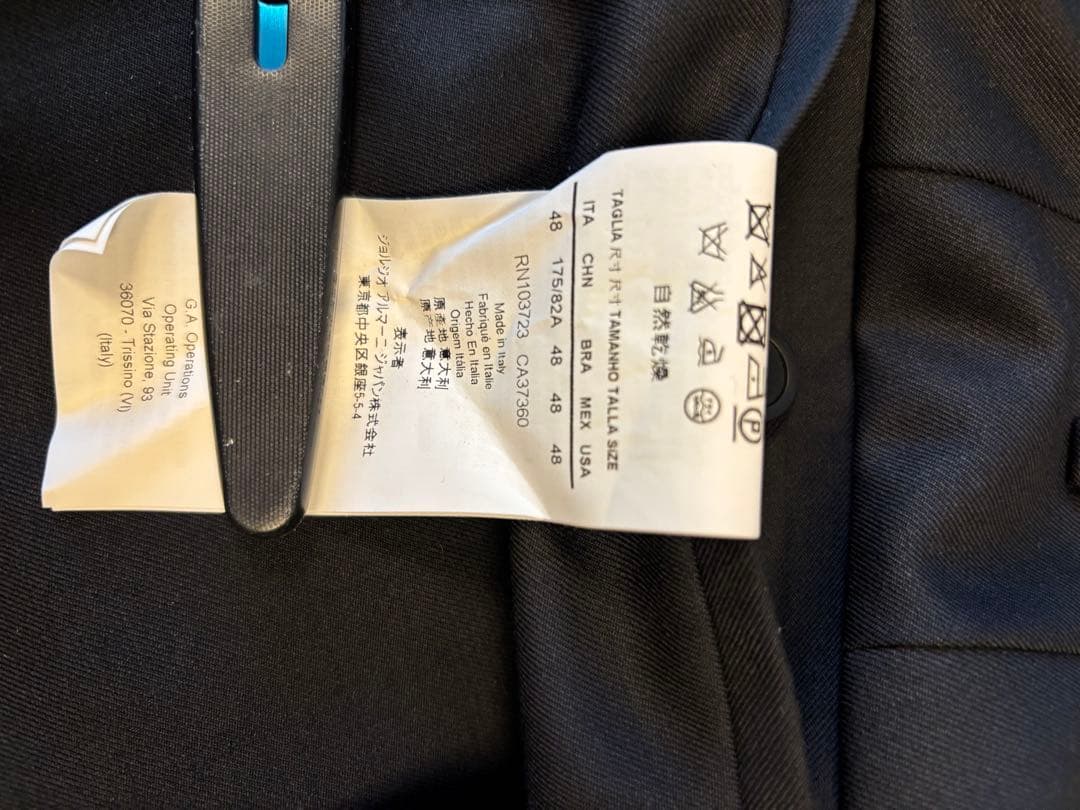 P
自然乾燥
TAGLIA 尺寸 尺寸 TAMANHO TALLA SIZE
ITA CHN BRA MEX USA
48 175/82A 48 48 48
RN103723 CA37360
Made in Italy
Fabriqué en Italie
Hecho En Italia
Origem Itália
原産地 意大利
原产地 意大利
表示者
ジョルジオ アルマーニ ジャパン株式会社
東京都中央区銀座5-5-4
G.A. Operations
Operating Unit
Via Stazione, 93
36070 - Trissino (VI)
(Italy)